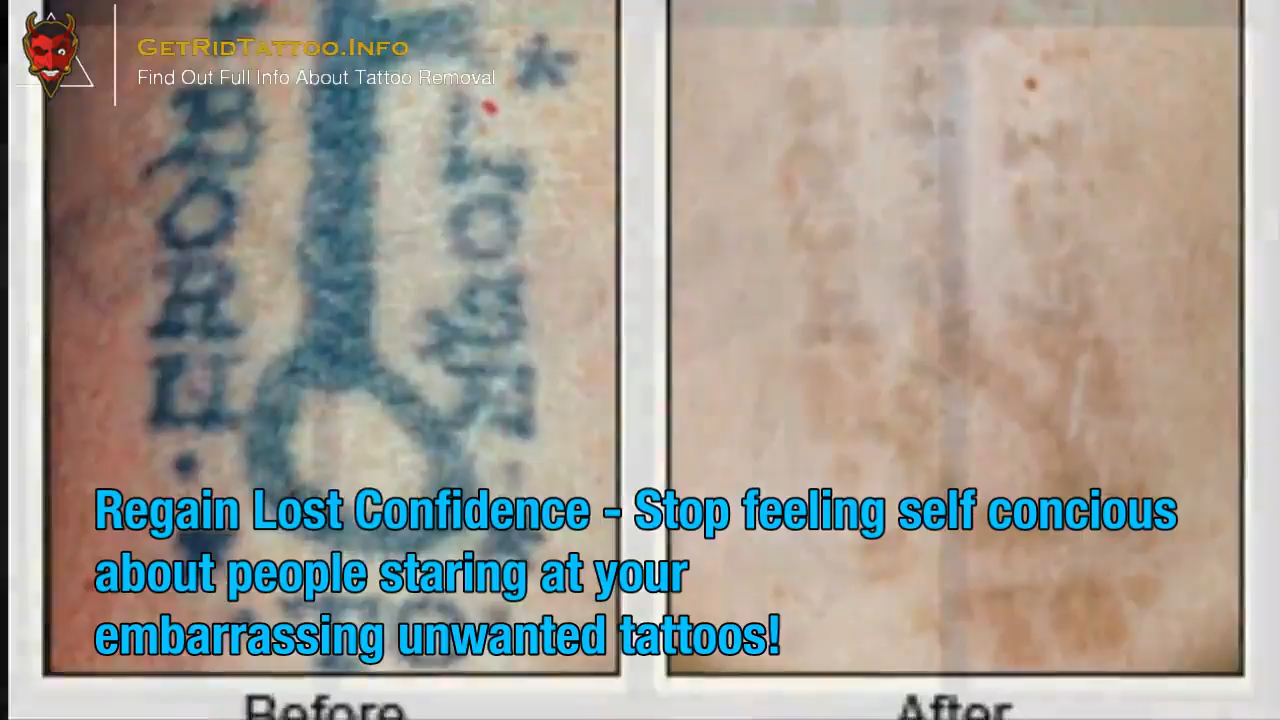 GetRidTattoo.Info
Find Out Full Info About Tattoo Removal
Regain Lost Confidence - Stop feeling self concious
about people staring at your
embarrassing unwanted tattoos!
Before
After